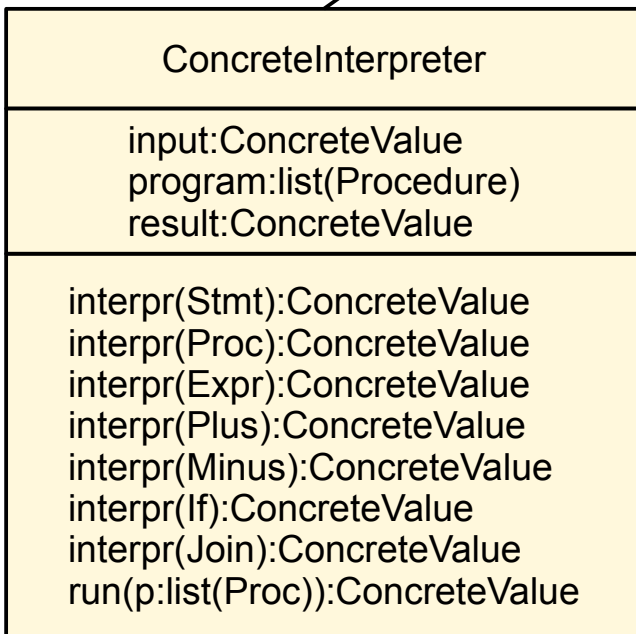 ConcreteInterpreter
input:ConcreteValue
program:list(Procedure)
result:ConcreteValue
interpr(Stmt):ConcreteValue
interpr(Proc):ConcreteValue
interpr(Expr):ConcreteValue
interpr(Plus):ConcreteValue
interpr(Minus):ConcreteValue
interpr(If):ConcreteValue
interpr(Join):ConcreteValue
run(p:list(Proc)):ConcreteValue